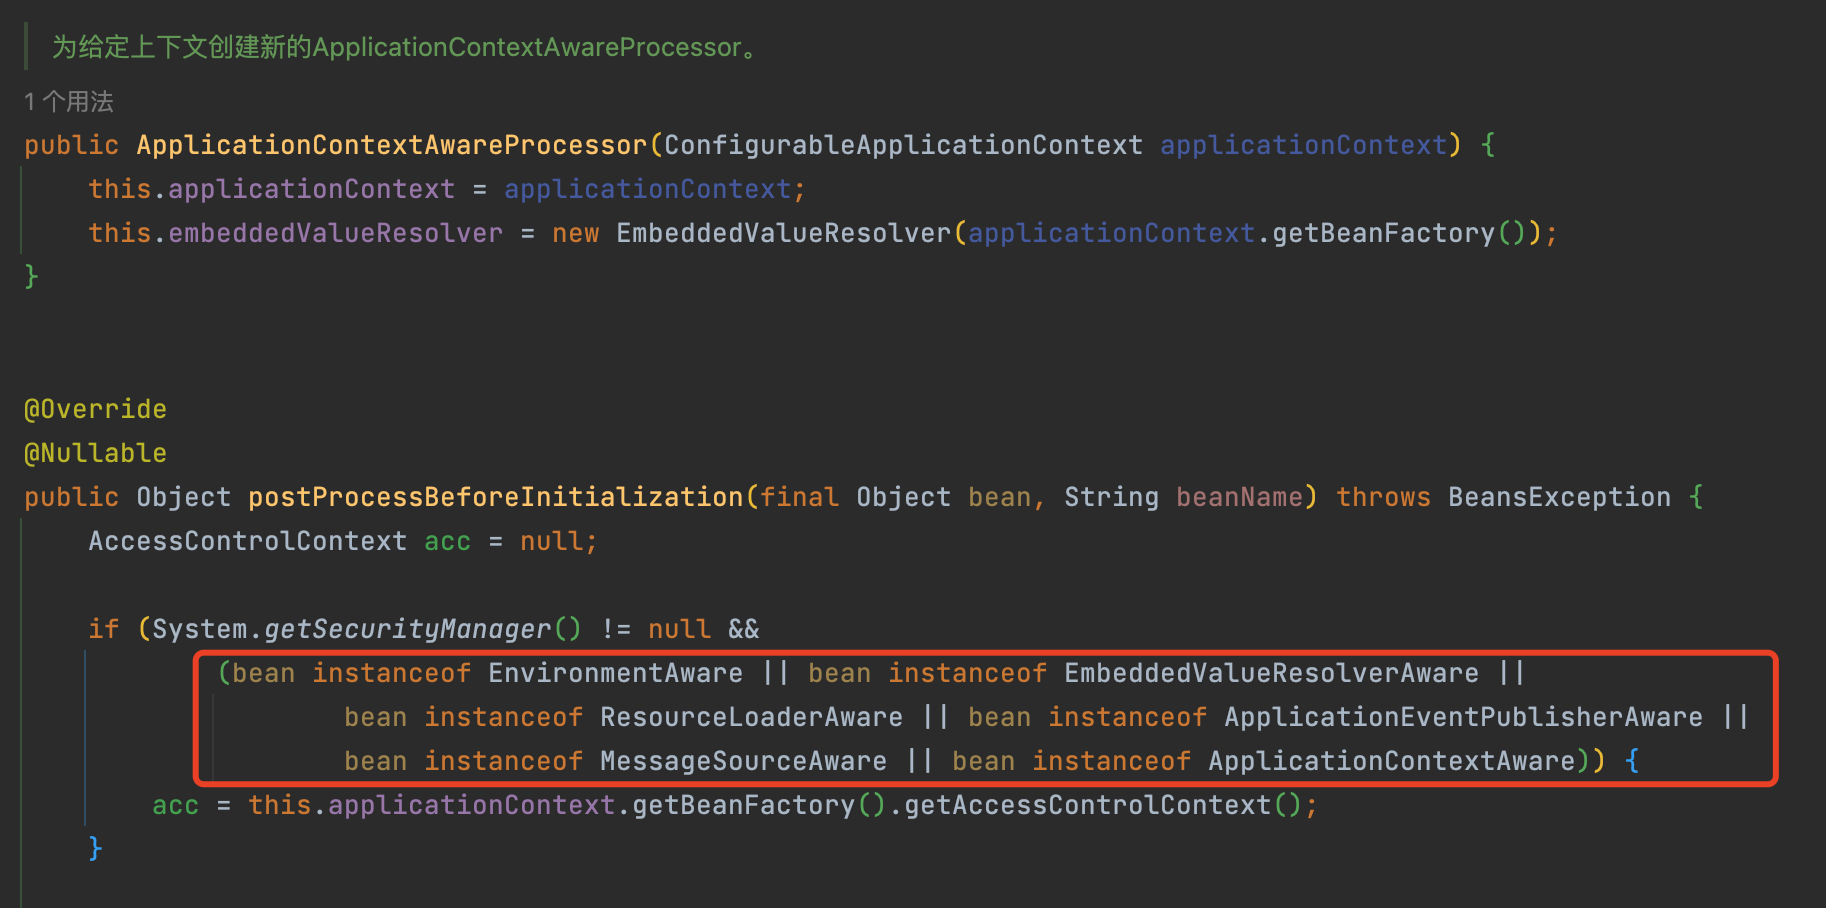 为给定上下文创建新的ApplicationContextAwareProcessor。
1 个用法
public ApplicationContextAwareProcessor(ConfigurableApplicationContext applicationContext) {
    this.applicationContext = applicationContext;
    this.embeddedValueResolver = new EmbeddedValueResolver(applicationContext.getBeanFactory());
}
@Override
@Nullable
public Object postProcessBeforeInitialization(final Object bean, String beanName) throws BeansException {
    AccessControlContext acc = null;
    if (System.getSecurityManager() != null &&
            (bean instanceof EnvironmentAware || bean instanceof EmbeddedValueResolverAware ||
                    bean instanceof ResourceLoaderAware || bean instanceof ApplicationEventPublisherAware ||
                    bean instanceof MessageSourceAware || bean instanceof ApplicationContextAware)) {
        acc = this.applicationContext.getBeanFactory().getAccessControlContext();
    }